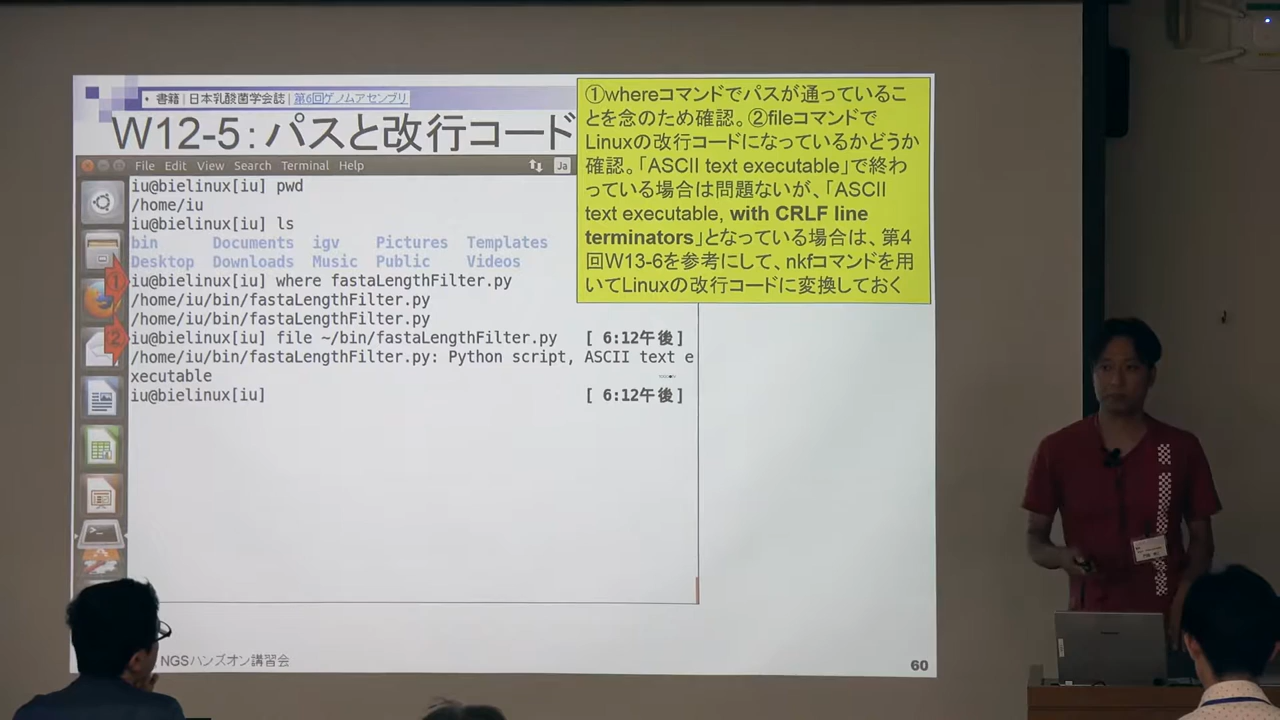 • 書籍 | 日本乳酸菌学会誌 | 第6回ゲノムアセンブリ
W12-5：パスと改行コード
①whereコマンドでパスが通っているこ
とを念のため確認。②fileコマンドで
Linuxの改行コードになっているかどうか
確認。「ASCII text executable」で終わ
っている場合は問題ないが、「ASCII
text executable, with CRLF line
terminators」となっている場合は、第4
回W13-6を参考にして、nkfコマンドを用
いてLinuxの改行コードに変換しておく
File Edit View Search Terminal Help
Ja
iu@bielinux[iu] pwd
/home/iu
iu@bielinux[iu] ls
bin Documents igv Pictures Templates
Desktop Downloads Music Public Videos
① iu@bielinux[iu] where fastaLengthFilter.py
/home/iu/bin/fastaLengthFilter.py
/home/iu/bin/fastaLengthFilter.py
② iu@bielinux[iu] file ~/bin/fastaLengthFilter.py [ 6:12午後]
/home/iu/bin/fastaLengthFilter.py: Python script, ASCII text e
xecutable
iu@bielinux[iu] [ 6:12午後]
NGSハンズオン講習会
60